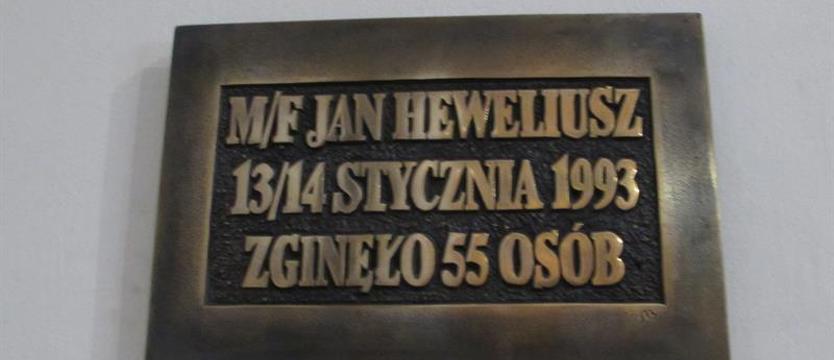 M/F JAN HEWELIUSZ
13/14 STYCZNIA 1993
ZGINĘŁO 55 OSÓB